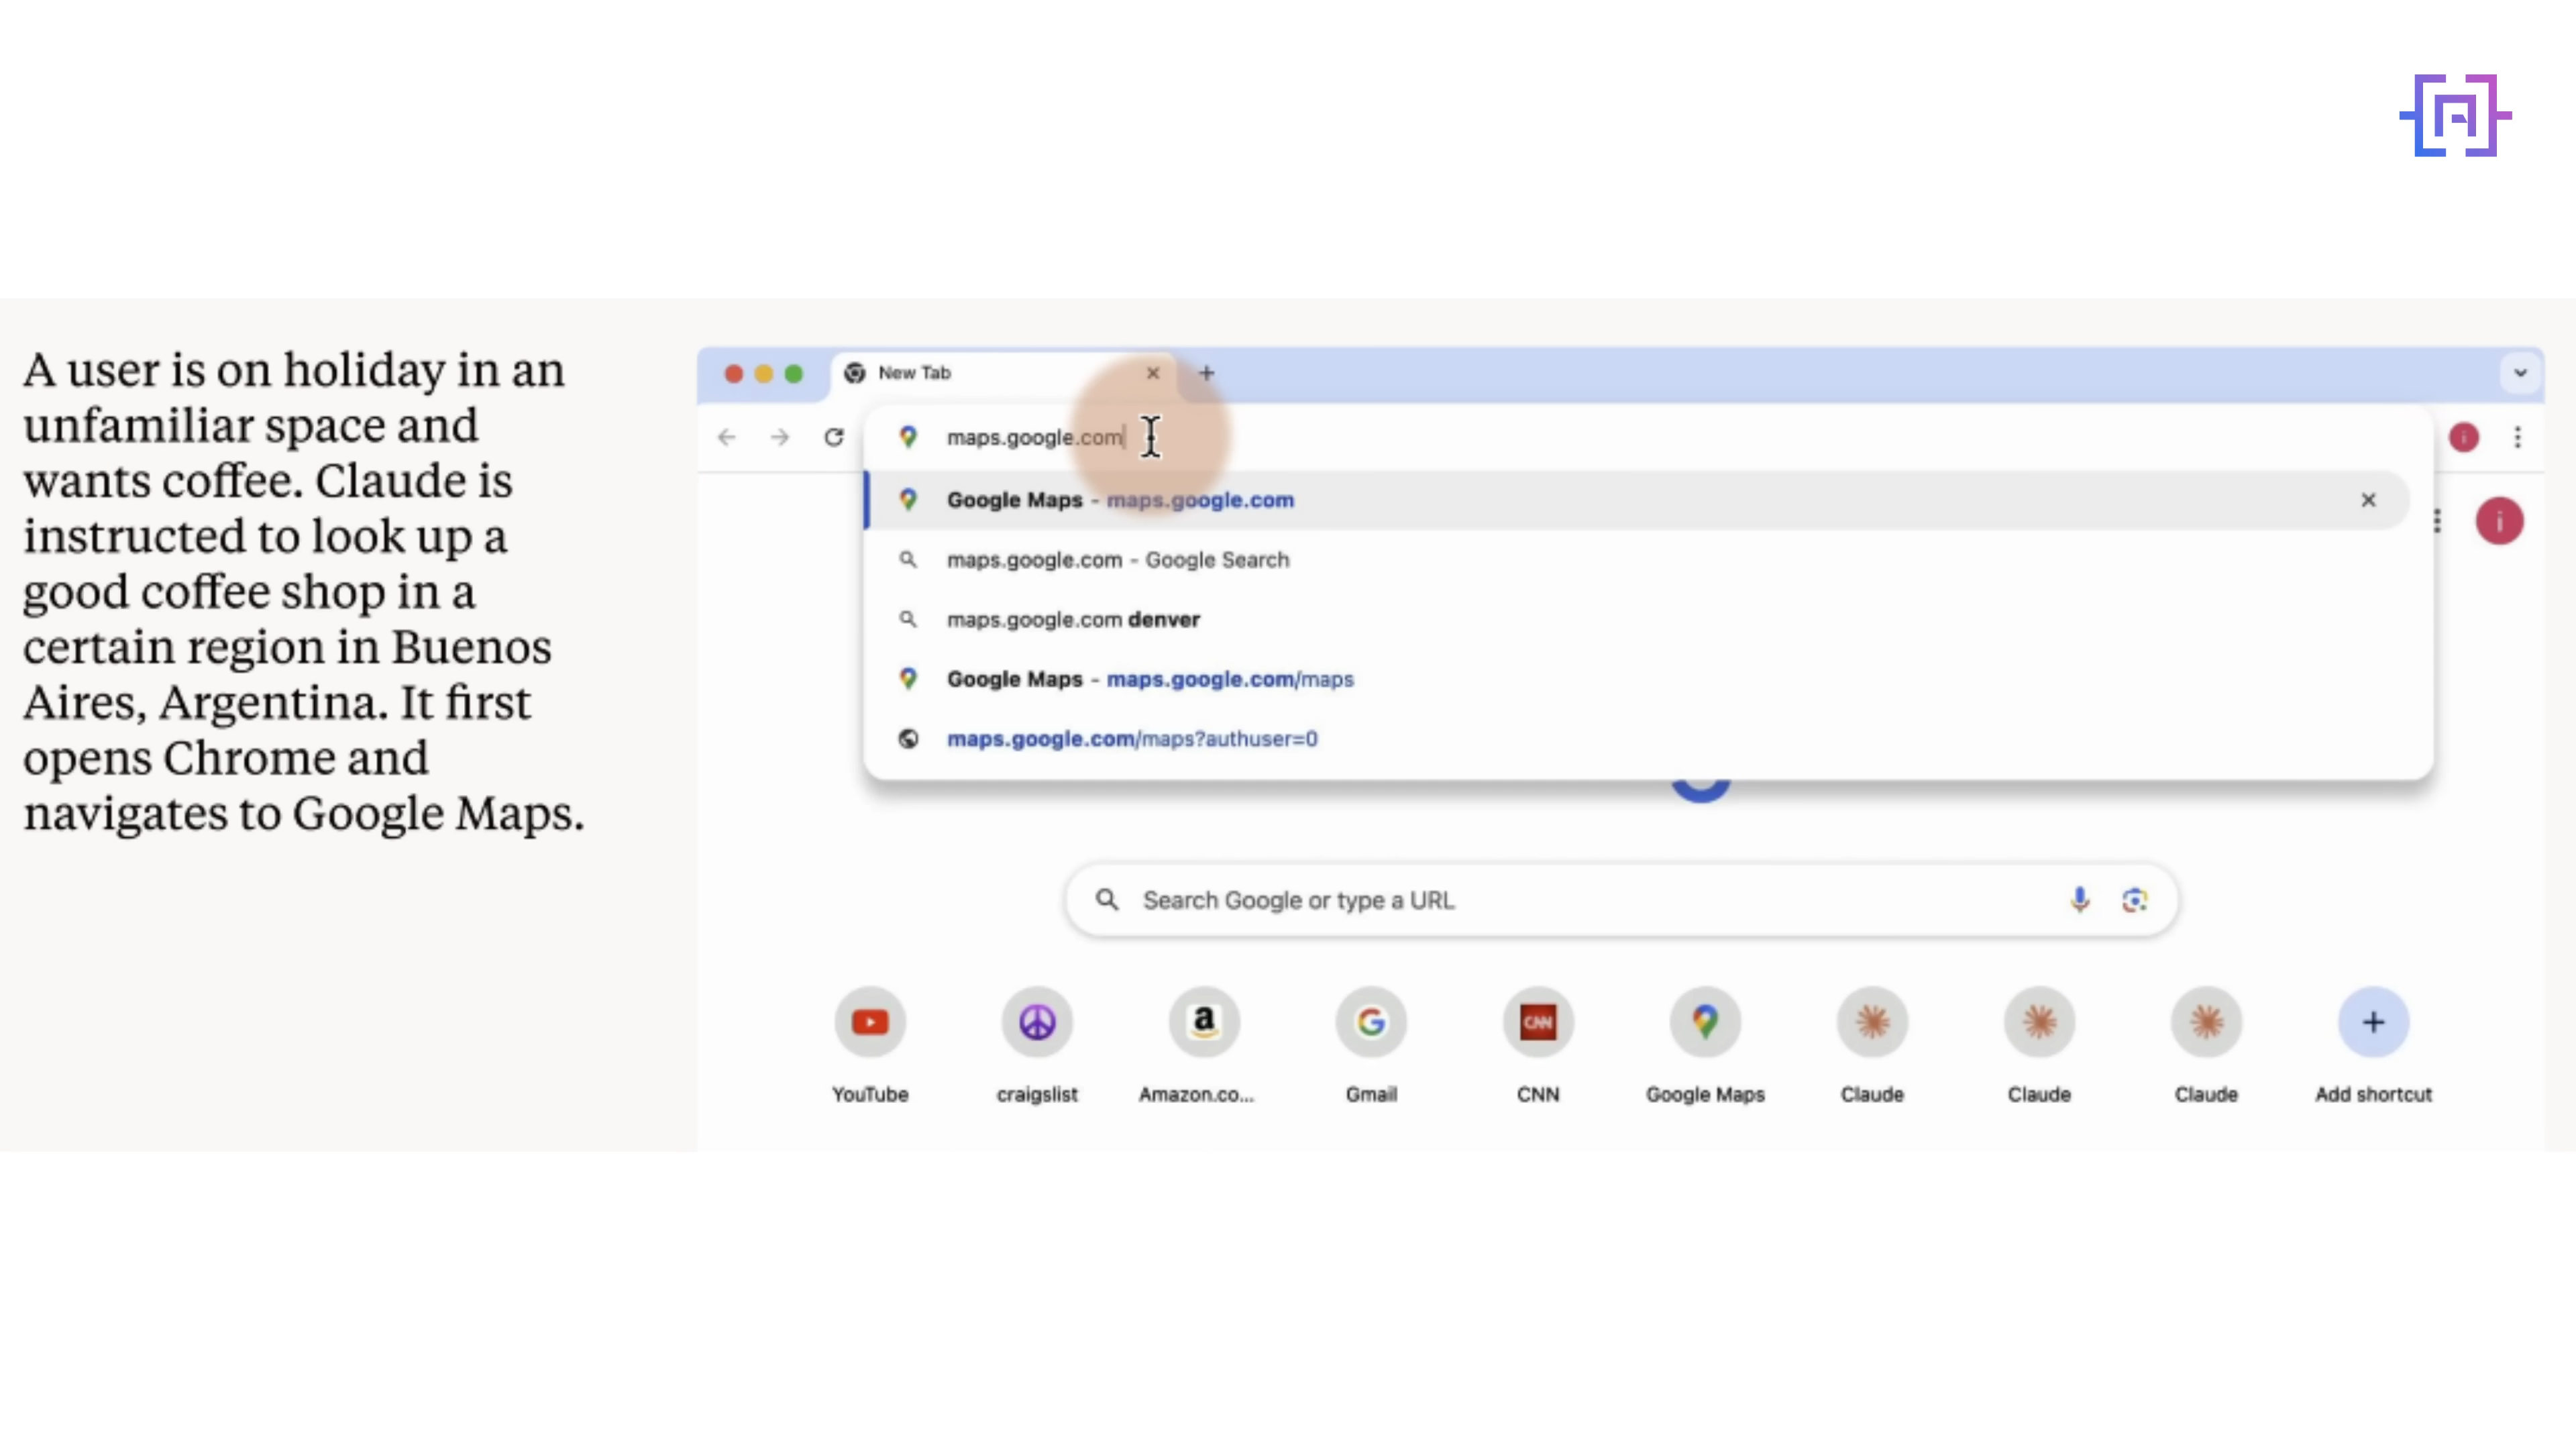 A user is on holiday in an
unfamiliar space and
wants coffee. Claude is
instructed to look up a
good coffee shop in a
certain region in Buenos
Aires, Argentina. It first
opens Chrome and
navigates to Google Maps.
New Tab
maps.google.com
Google Maps - maps.google.com
maps.google.com - Google Search
maps.google.com denver
Google Maps - maps.google.com/maps
maps.google.com/maps?authuser=0
i
i
Search Google or type a URL
a
G
CNN
YouTube
craigslist
Amazon.co...
Gmail
CNN
Google Maps
Claude
Claude
Claude
Add shortcut